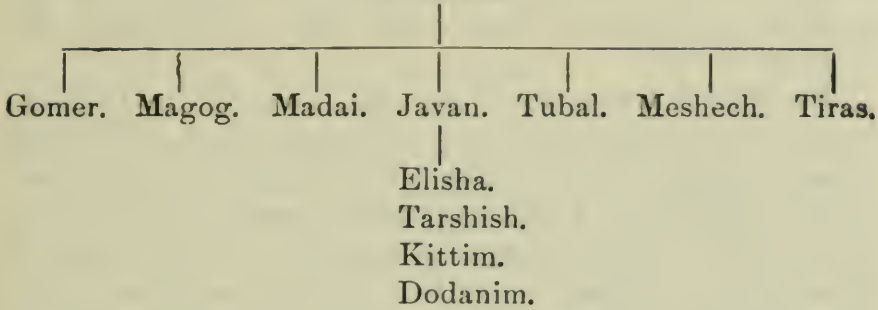 Gomer. Magog. Madai. Javan. Tubal. Meshech. Tiras.
Elisha.
Tarshish.
Kittim.
Dodanim.